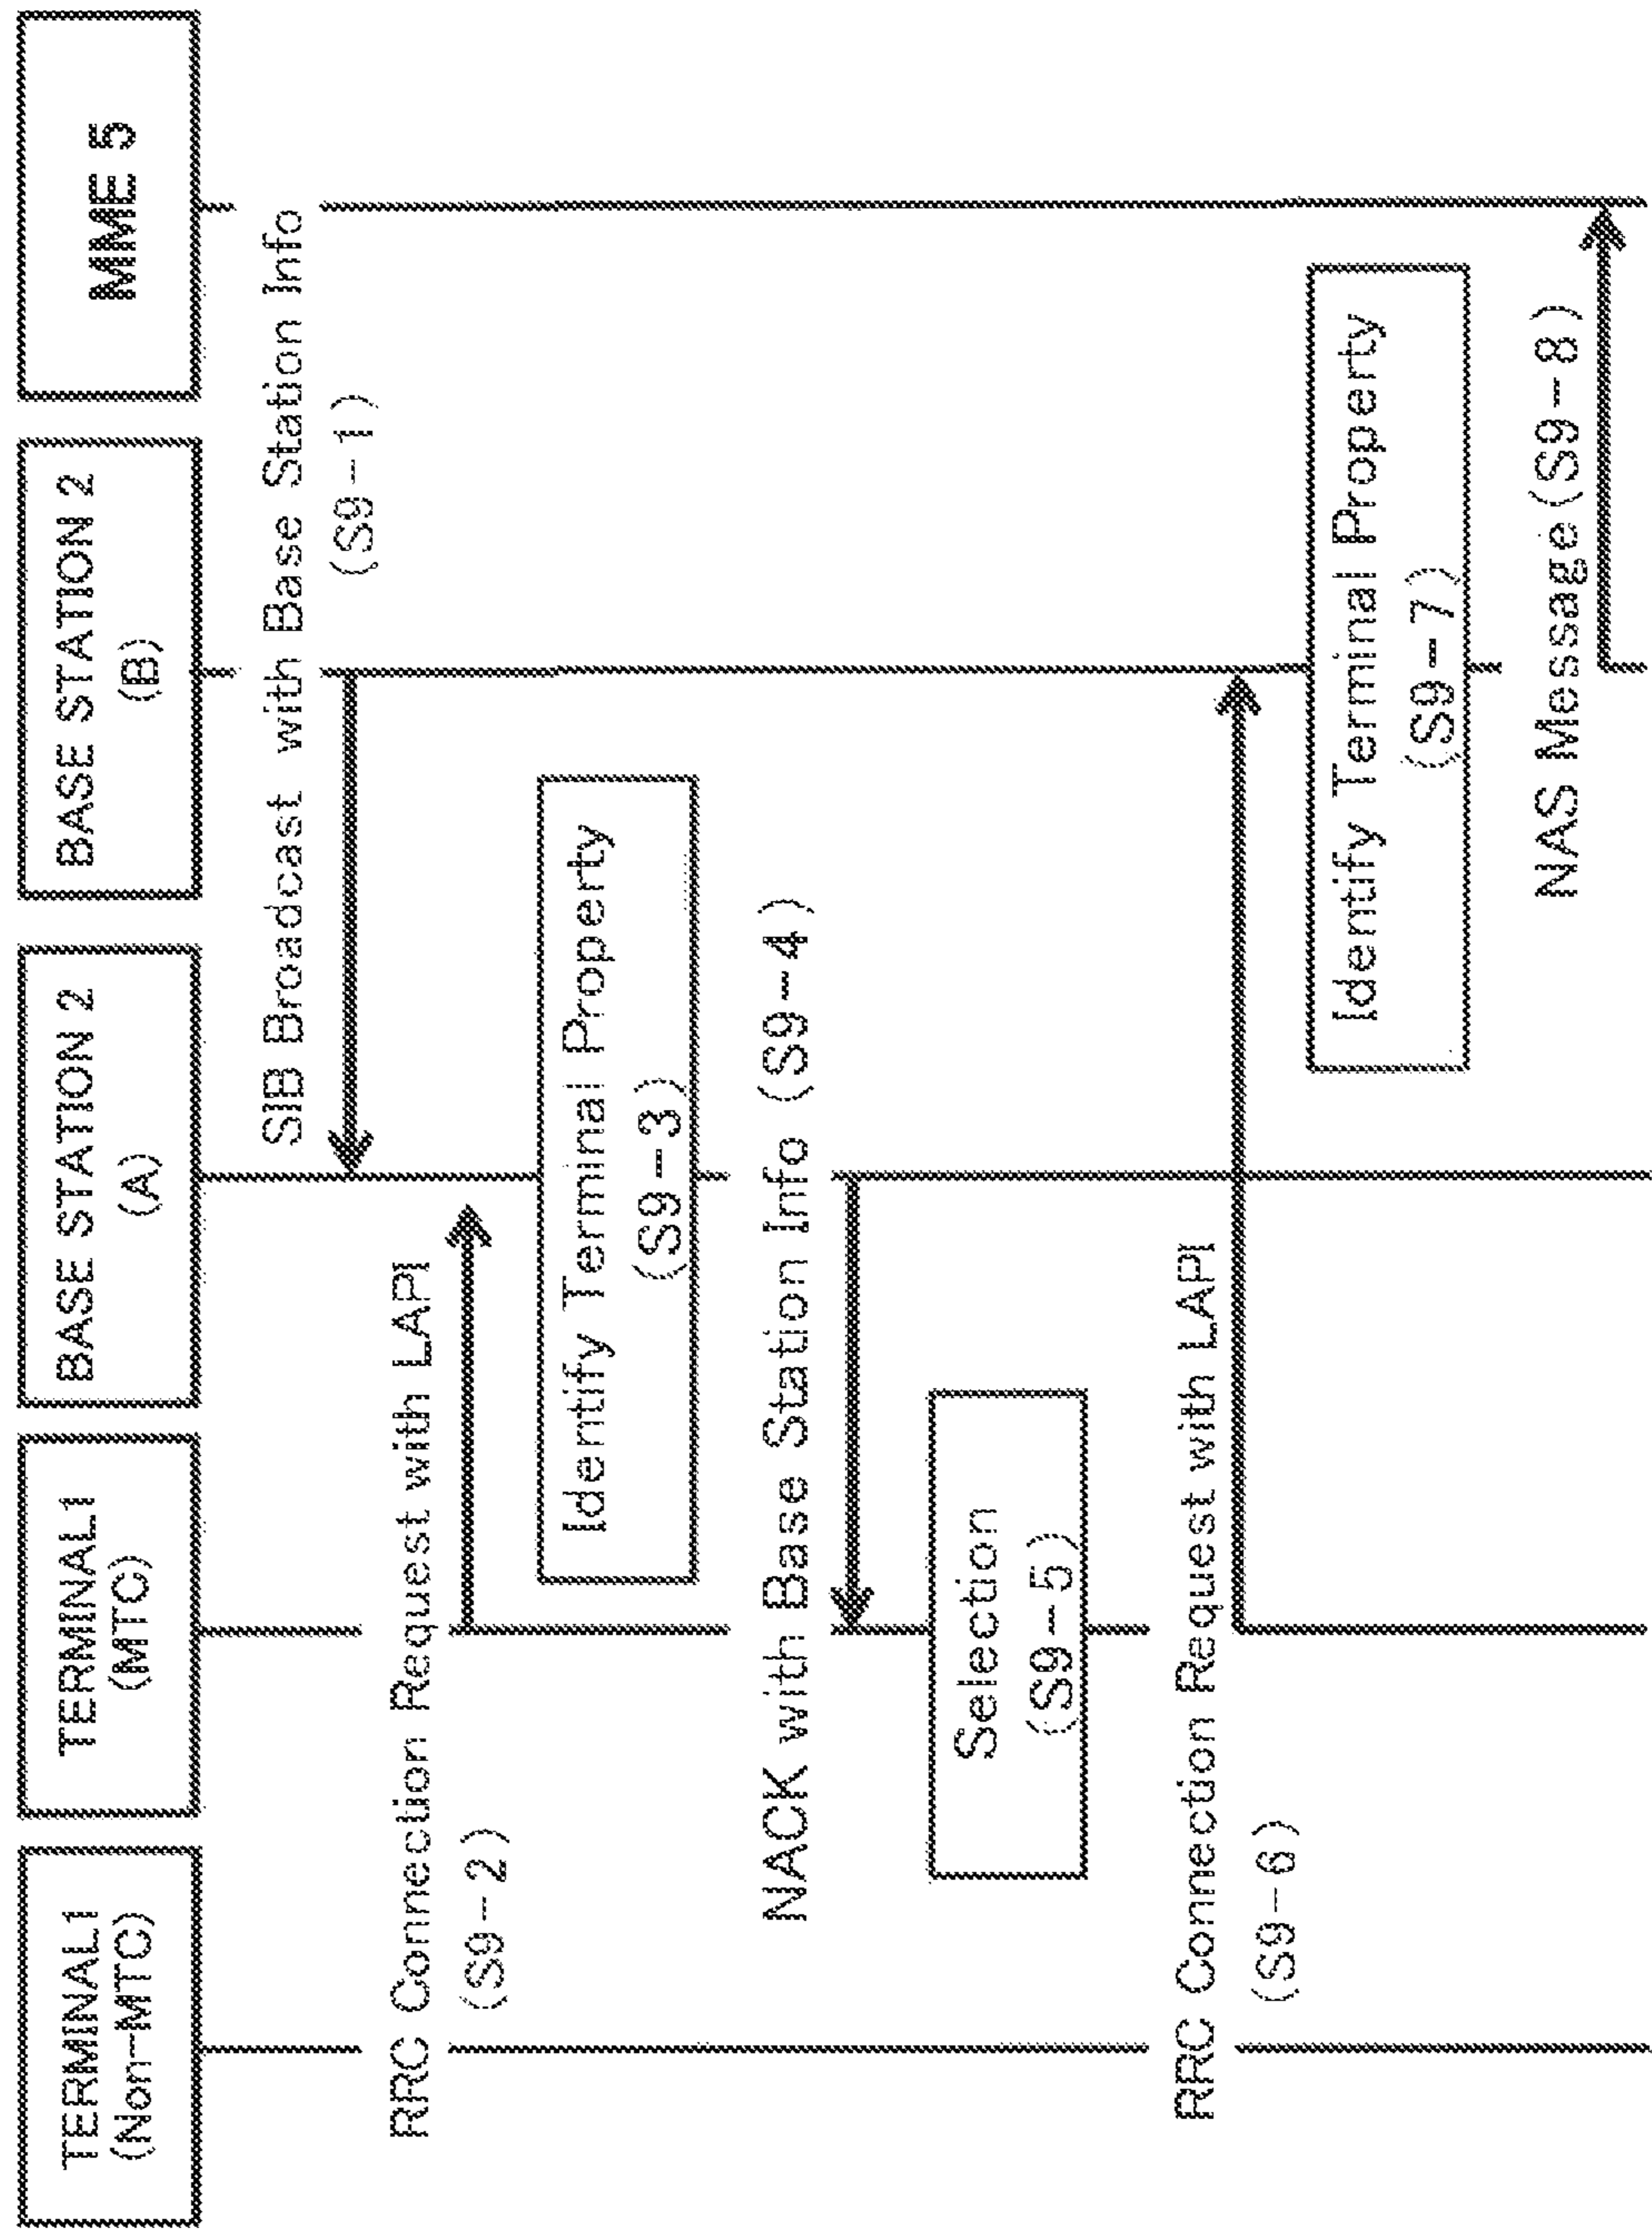 TERMINAL1
(Non-MTC)
TERMINAL1
(MTC)
BASE STATION 2
(A)
BASE STATION 2
(B)
MME 5
SIB Broadcast with Base Station Info
(S9-1)
RRC Connection Request with LAPI
(S9-2)
Identify Terminal Property
(S9-3)
NACK with Base Station Info (S9-4)
Selection
(S9-5)
RRC Connection Request with LAPI
(S9-6)
Identify Terminal Property
(S9-7)
NAS Message(S9-8)